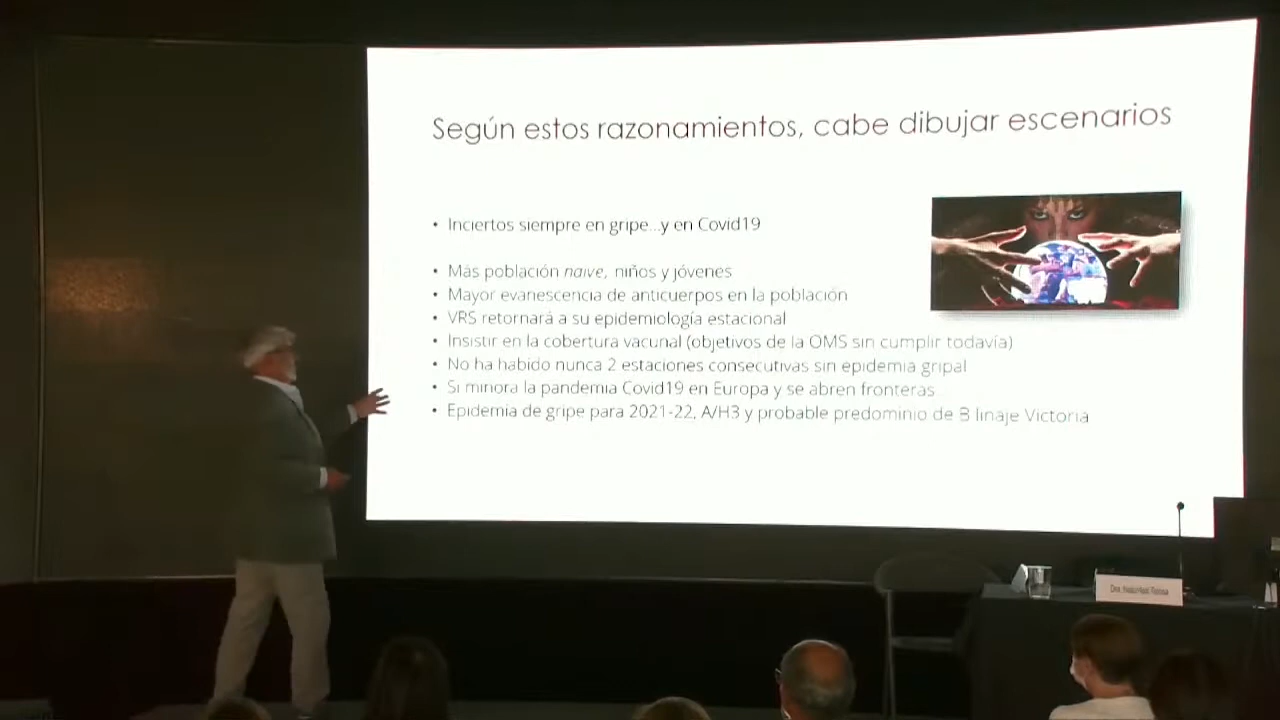 Según estos razonamientos, cabe dibujar escenarios
• Inciertos siempre en gripe...y en Covid19
• Más población naive, niños y jóvenes
• Mayor evanescencia de anticuerpos en la población
• VRS retornará a su epidemiología estacional
• Insistir en la cobertura vacunal (objetivos de la OMS sin cumplir todavía)
• No ha habido nunca 2 estaciones consecutivas sin epidemia gripal
• Si minora la pandemia Covid19 en Europa y se abren fronteras
• Epidemia de gripe para 2021-22, A/H3 y probable predominio de B linaje Victoria
Dra.